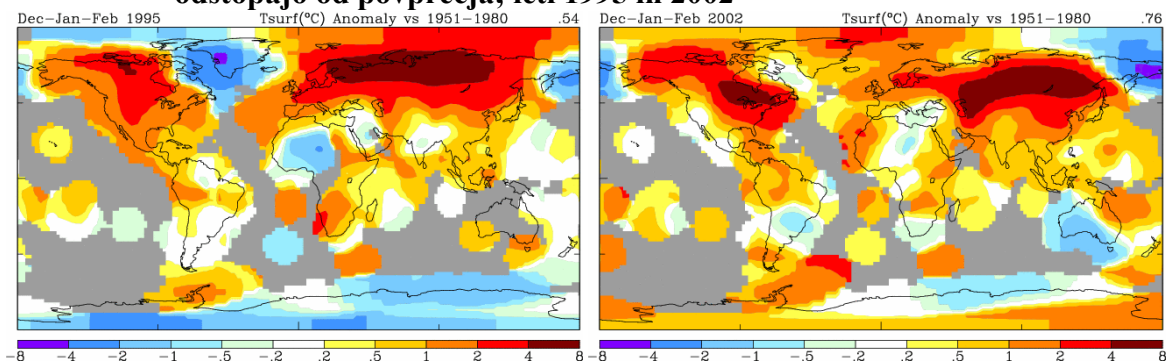 odstopajo od povprečja, leti 1995 in 2002
Dec-Jan-Feb 1995 Tsurf(°C) Anomaly vs 1951-1980 .54
Dec-Jan-Feb 2002 Tsurf(°C) Anomaly vs 1951-1980 .76
-8 -4 -2 -1 -.5 -.2 .2 .5 1 2 4 8
-8 -4 -2 -1 -.5 -.2 .2 .5 1 2 4 8